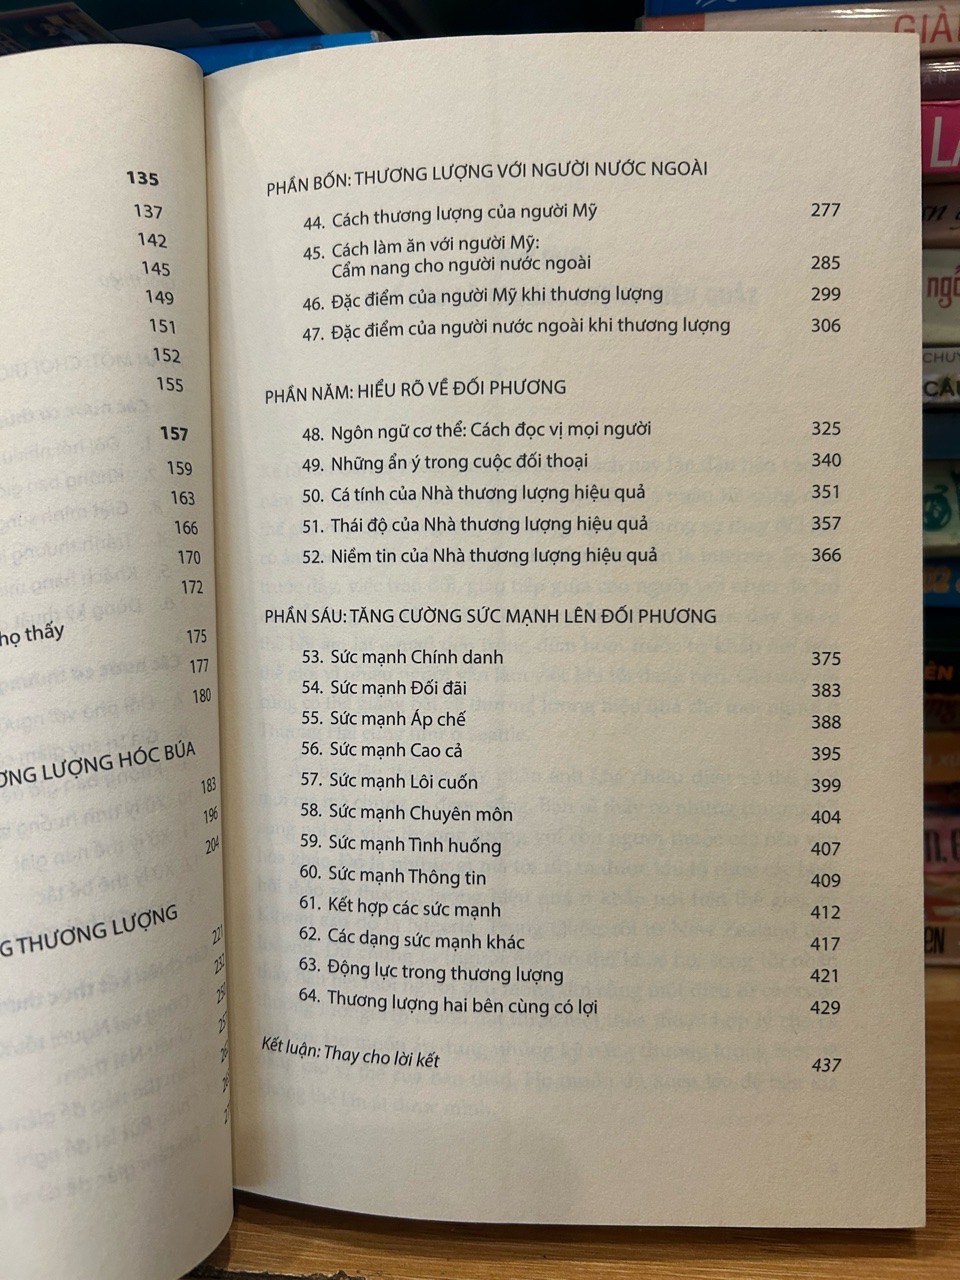 135
137
142
145
149
151
152
155
157
159
163
166
170
172
họ thấy 175
177
180
LƯỢNG HÓC BÚA
183
196
204
THƯƠNG LƯỢNG
221
232
PHẦN BỐN: THƯƠNG LƯỢNG VỚI NGƯỜI NƯỚC NGOÀI
44. Cách thương lượng của người Mỹ 277
45. Cách làm ăn với người Mỹ:
Cẩm nang cho người nước ngoài 285
46. Đặc điểm của người Mỹ khi thương lượng 299
47. Đặc điểm của người nước ngoài khi thương lượng 306
PHẦN NĂM: HIỂU RÕ VỀ ĐỐI PHƯƠNG
48. Ngôn ngữ cơ thể: Cách đọc vị mọi người 325
49. Những ẩn ý trong cuộc đối thoại 340
50. Cá tính của Nhà thương lượng hiệu quả 351
51. Thái độ của Nhà thương lượng hiệu quả 357
52. Niềm tin của Nhà thương lượng hiệu quả 366
PHẦN SÁU: TĂNG CƯỜNG SỨC MẠNH LÊN ĐỐI PHƯƠNG
53. Sức mạnh Chính danh 375
54. Sức mạnh Đối đãi 383
55. Sức mạnh Áp chế 388
56. Sức mạnh Cao cả 395
57. Sức mạnh Lôi cuốn 399
58. Sức mạnh Chuyên môn 404
59. Sức mạnh Tình huống 407
60. Sức mạnh Thông tin 409
61. Kết hợp các sức mạnh 412
62. Các dạng sức mạnh khác 417
63. Động lực trong thương lượng 421
64. Thương lượng hai bên cùng có lợi 429
Kết luận: Thay cho lời kết 437